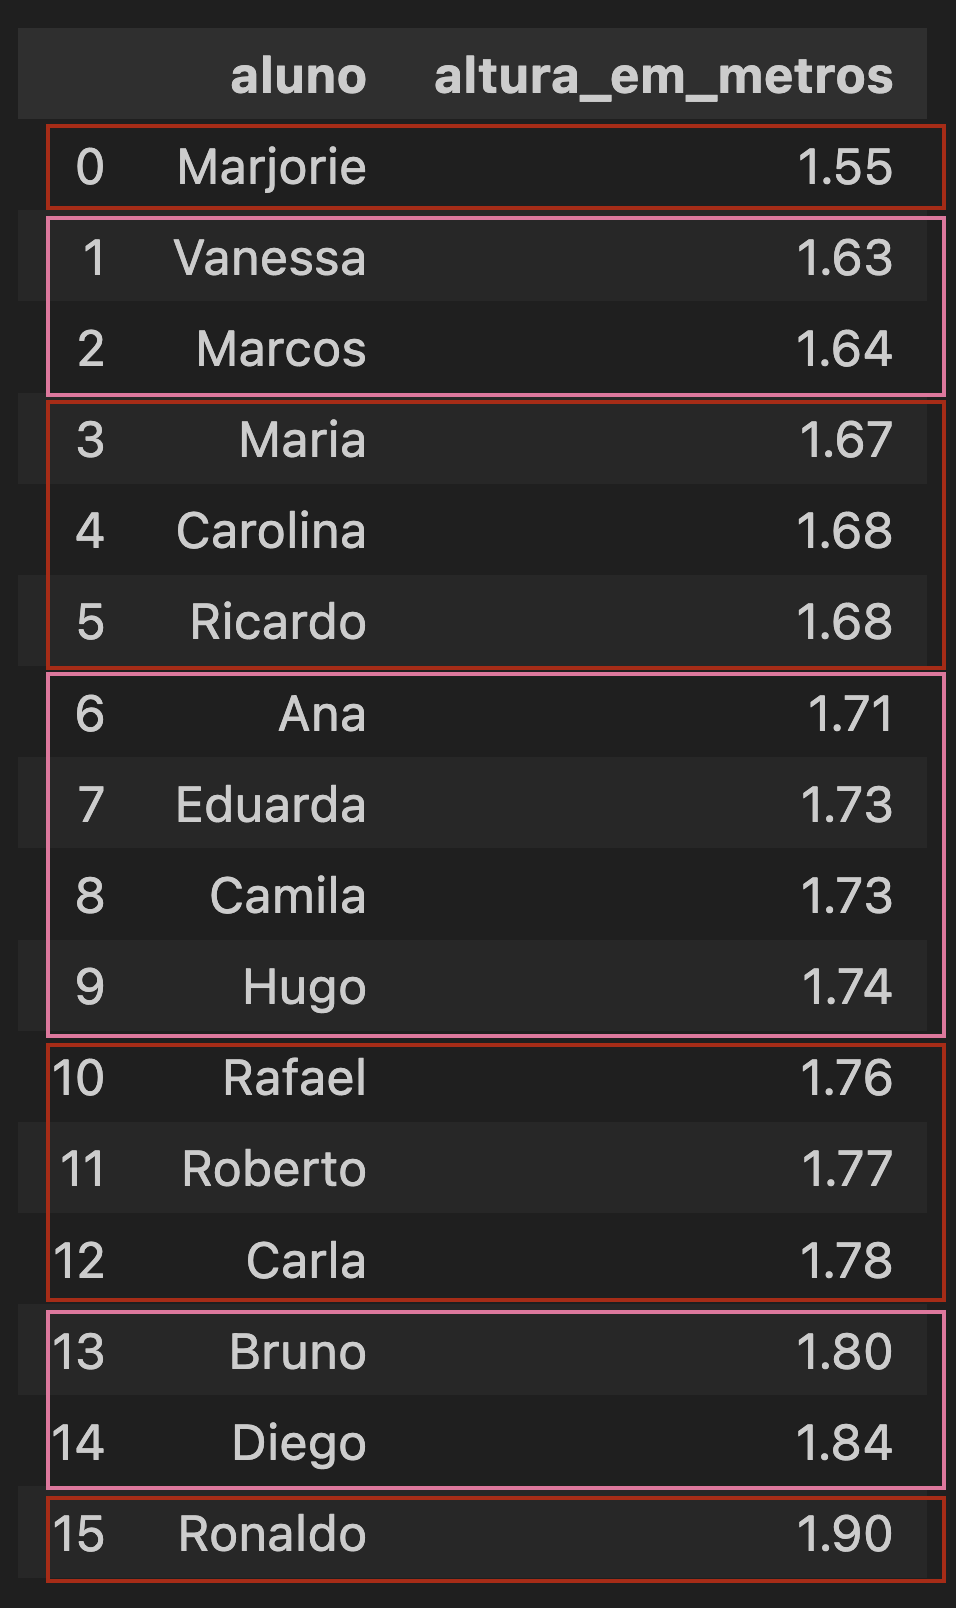 aluno altura_em_metros
0 Marjorie 1.55
1 Vanessa 1.63
2 Marcos 1.64
3 Maria 1.67
4 Carolina 1.68
5 Ricardo 1.68
6 Ana 1.71
7 Eduarda 1.73
8 Camila 1.73
9 Hugo 1.74
10 Rafael 1.76
11 Roberto 1.77
12 Carla 1.78
13 Bruno 1.80
14 Diego 1.84
15 Ronaldo 1.90